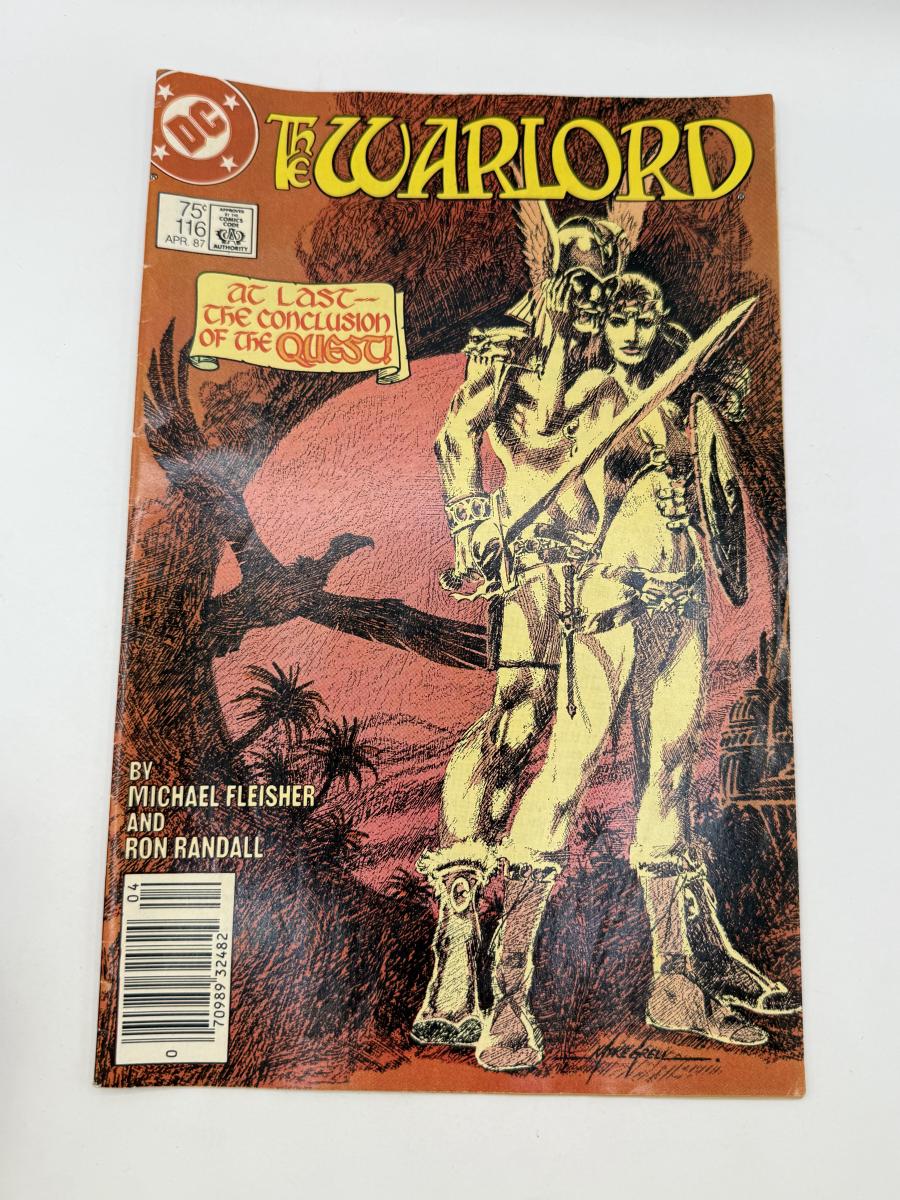 DC
THE WARLORD
75¢
116
APR. 87
APPROVED
BY THE
COMICS
CODE
CA
AUTHORITY
AT LAST—
THE CONCLUSION
OF THE QUEST!
BY
MICHAEL FLEISHER
AND
RON RANDALL
04
0
70989 32482
MIKE GRELL